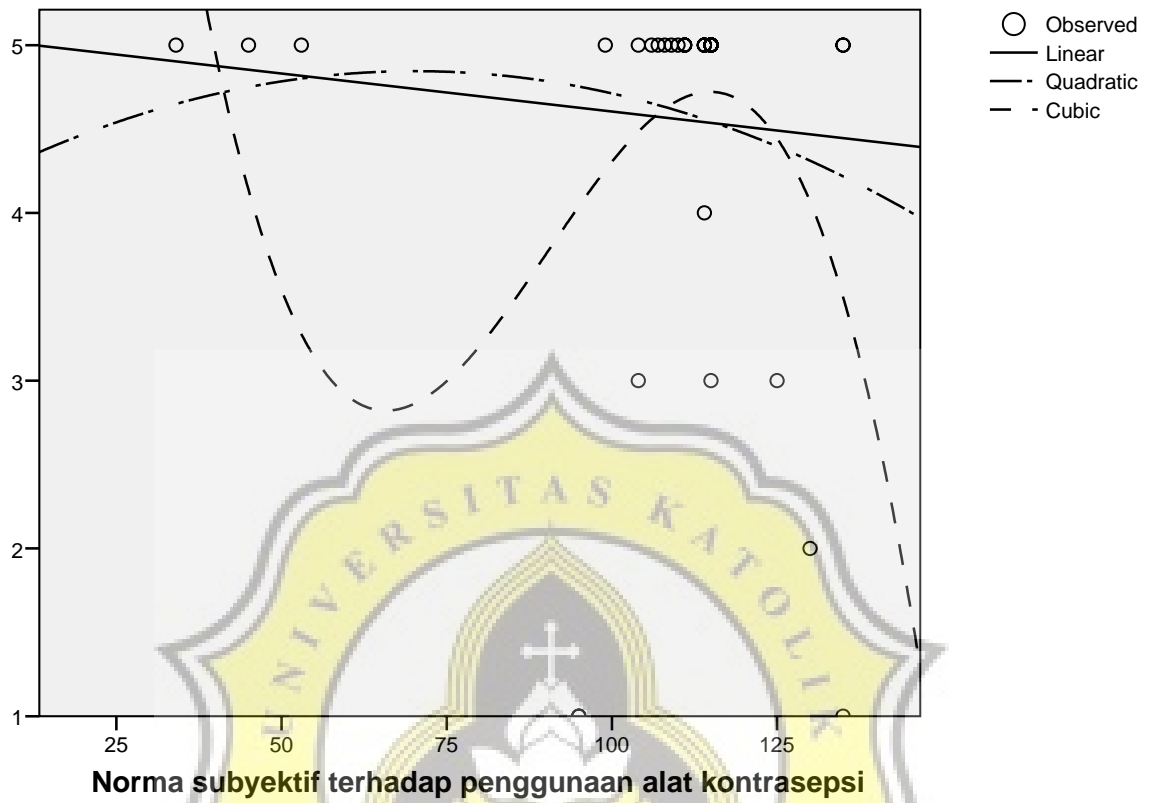 Observed
Linear
Quadratic
Cubic
5
4
3
2
1
25 50 75 100 125
Norma subyektif terhadap penggunaan alat kontrasepsi
UNIVERSITAS KATOLIK